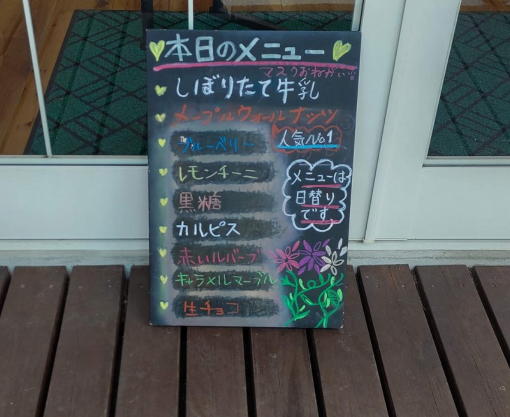 本日のメニュー
マスクおねがい
しぼりたて牛乳
メープルウォールナッツ
人気No1
ブルーベリー
レモンチーニ
メニューは
日替り
です。
黒糖
カルピス
赤いルバーブ
キャラメルマーブル
生チョコ